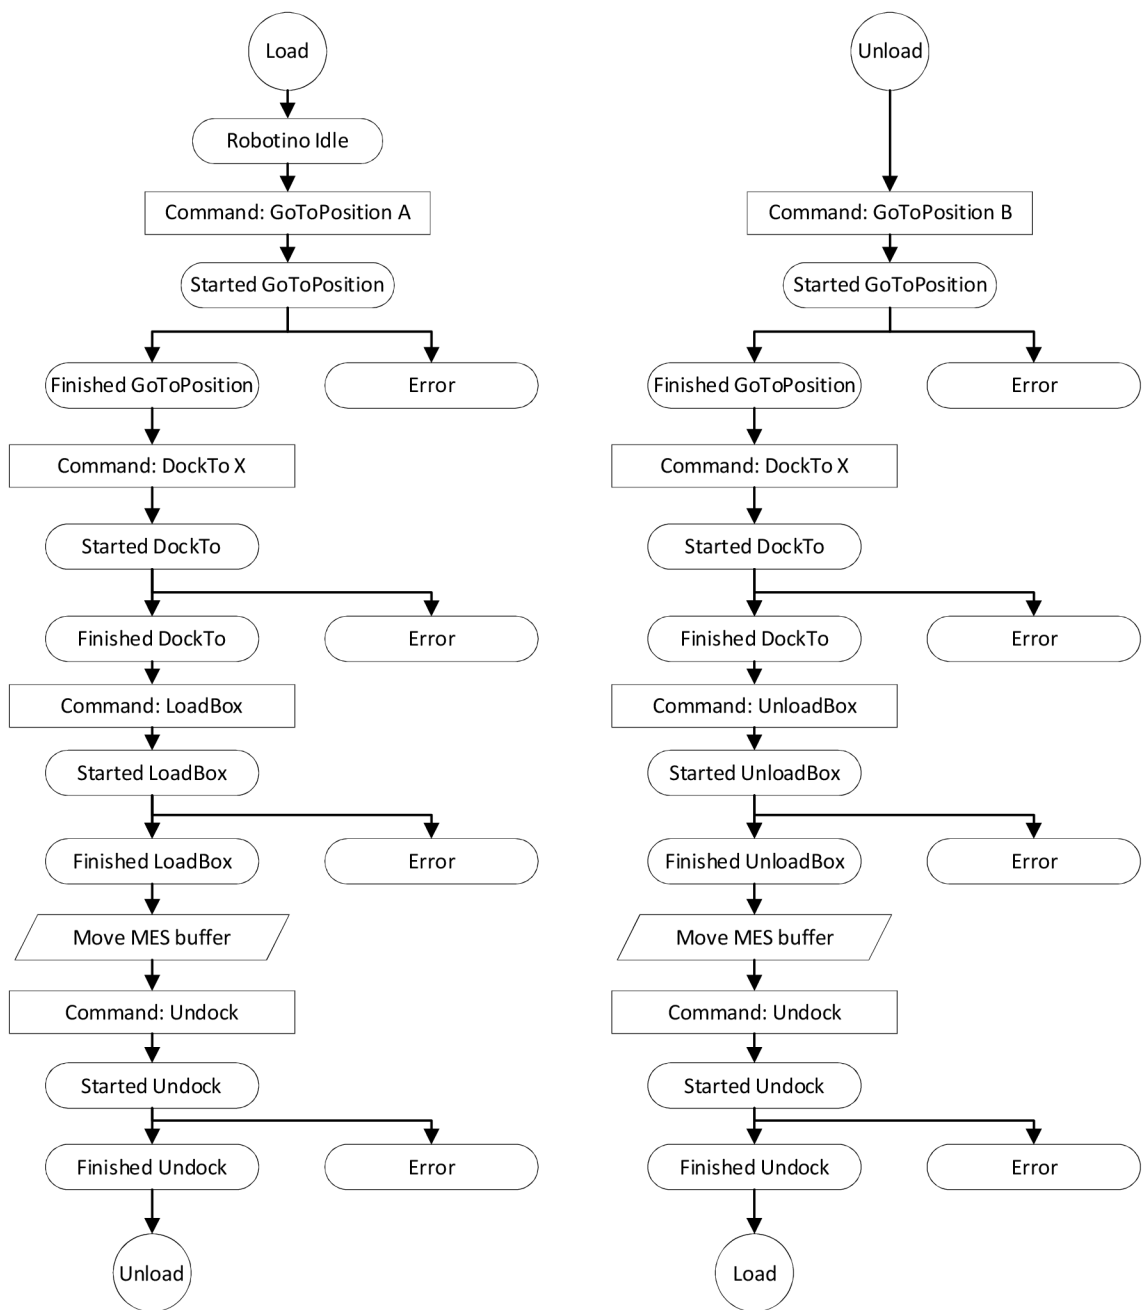 Load
Robotino Idle
Command: GoToPosition A
Started GoToPosition
Finished GoToPosition
Error
Command: DockTo X
Started DockTo
Finished DockTo
Error
Command: LoadBox
Started LoadBox
Finished LoadBox
Error
Move MES buffer
Command: Undock
Started Undock
Finished Undock
Error
Unload
Unload
Command: GoToPosition B
Started GoToPosition
Finished GoToPosition
Error
Command: DockTo X
Started DockTo
Finished DockTo
Error
Command: UnloadBox
Started UnloadBox
Finished UnloadBox
Error
Move MES buffer
Command: Undock
Started Undock
Finished Undock
Error
Load